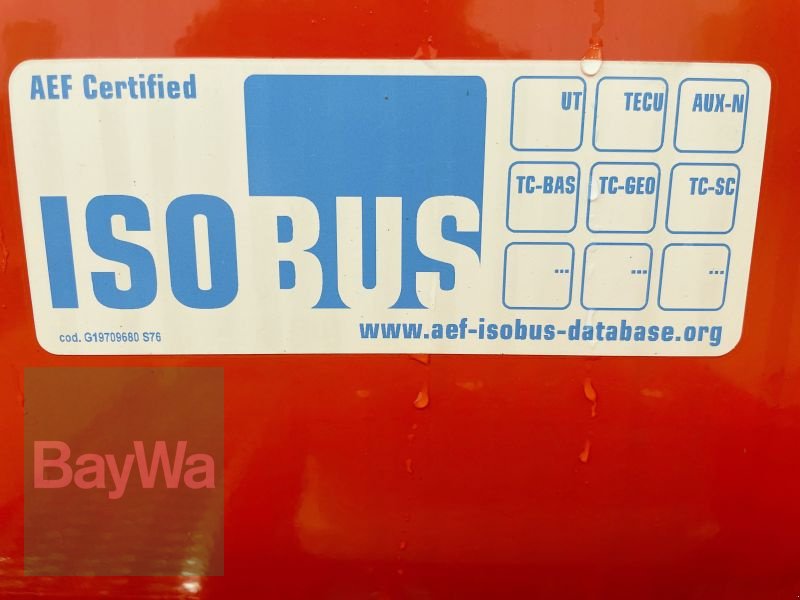 AEF Certified
ISOBUS
UT TECU AUX-N
TC-BAS TC-GEO TC-SC
... ... ...
www.aef-isobus-database.org
cod. G19709680 S76
BayWa